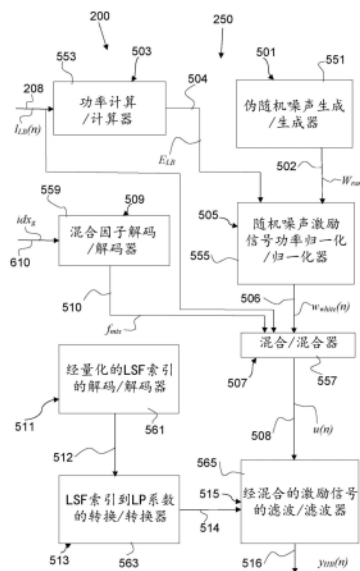 200
250
553
503
504
501
551
208
l_LB(n)
功率计算
/计算器
伪随机噪声生成
/生成器
502
E_LB
559
509
idx_g
混合因子解码
/解码器
610
505
555
随机噪声激励
信号功率归一化
/归一化器
510
506
w_white(n)
f_mix
混合/混合器
507
557
经量化的LSF索引
的解码/解码器
511
561
508
u(n)
512
565
LSF索引到LP系数
的转换/转换器
515
514
经混合的激励信号
的滤波/滤波器
513
563
516
y_HB(n)